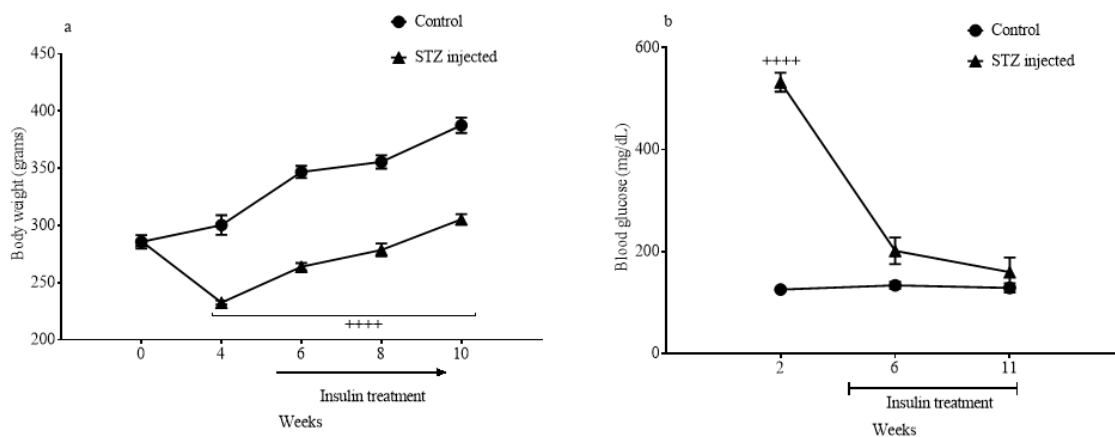 a
Control
STZ injected
450
400
350
300
250
200
Body weight (grams)
++++
0 4 6 8 10
Insulin treatment
Weeks
b
Control
STZ injected
600
400
200
0
Blood glucose (mg/dL)
++++
2 6 11
Insulin treatment
Weeks